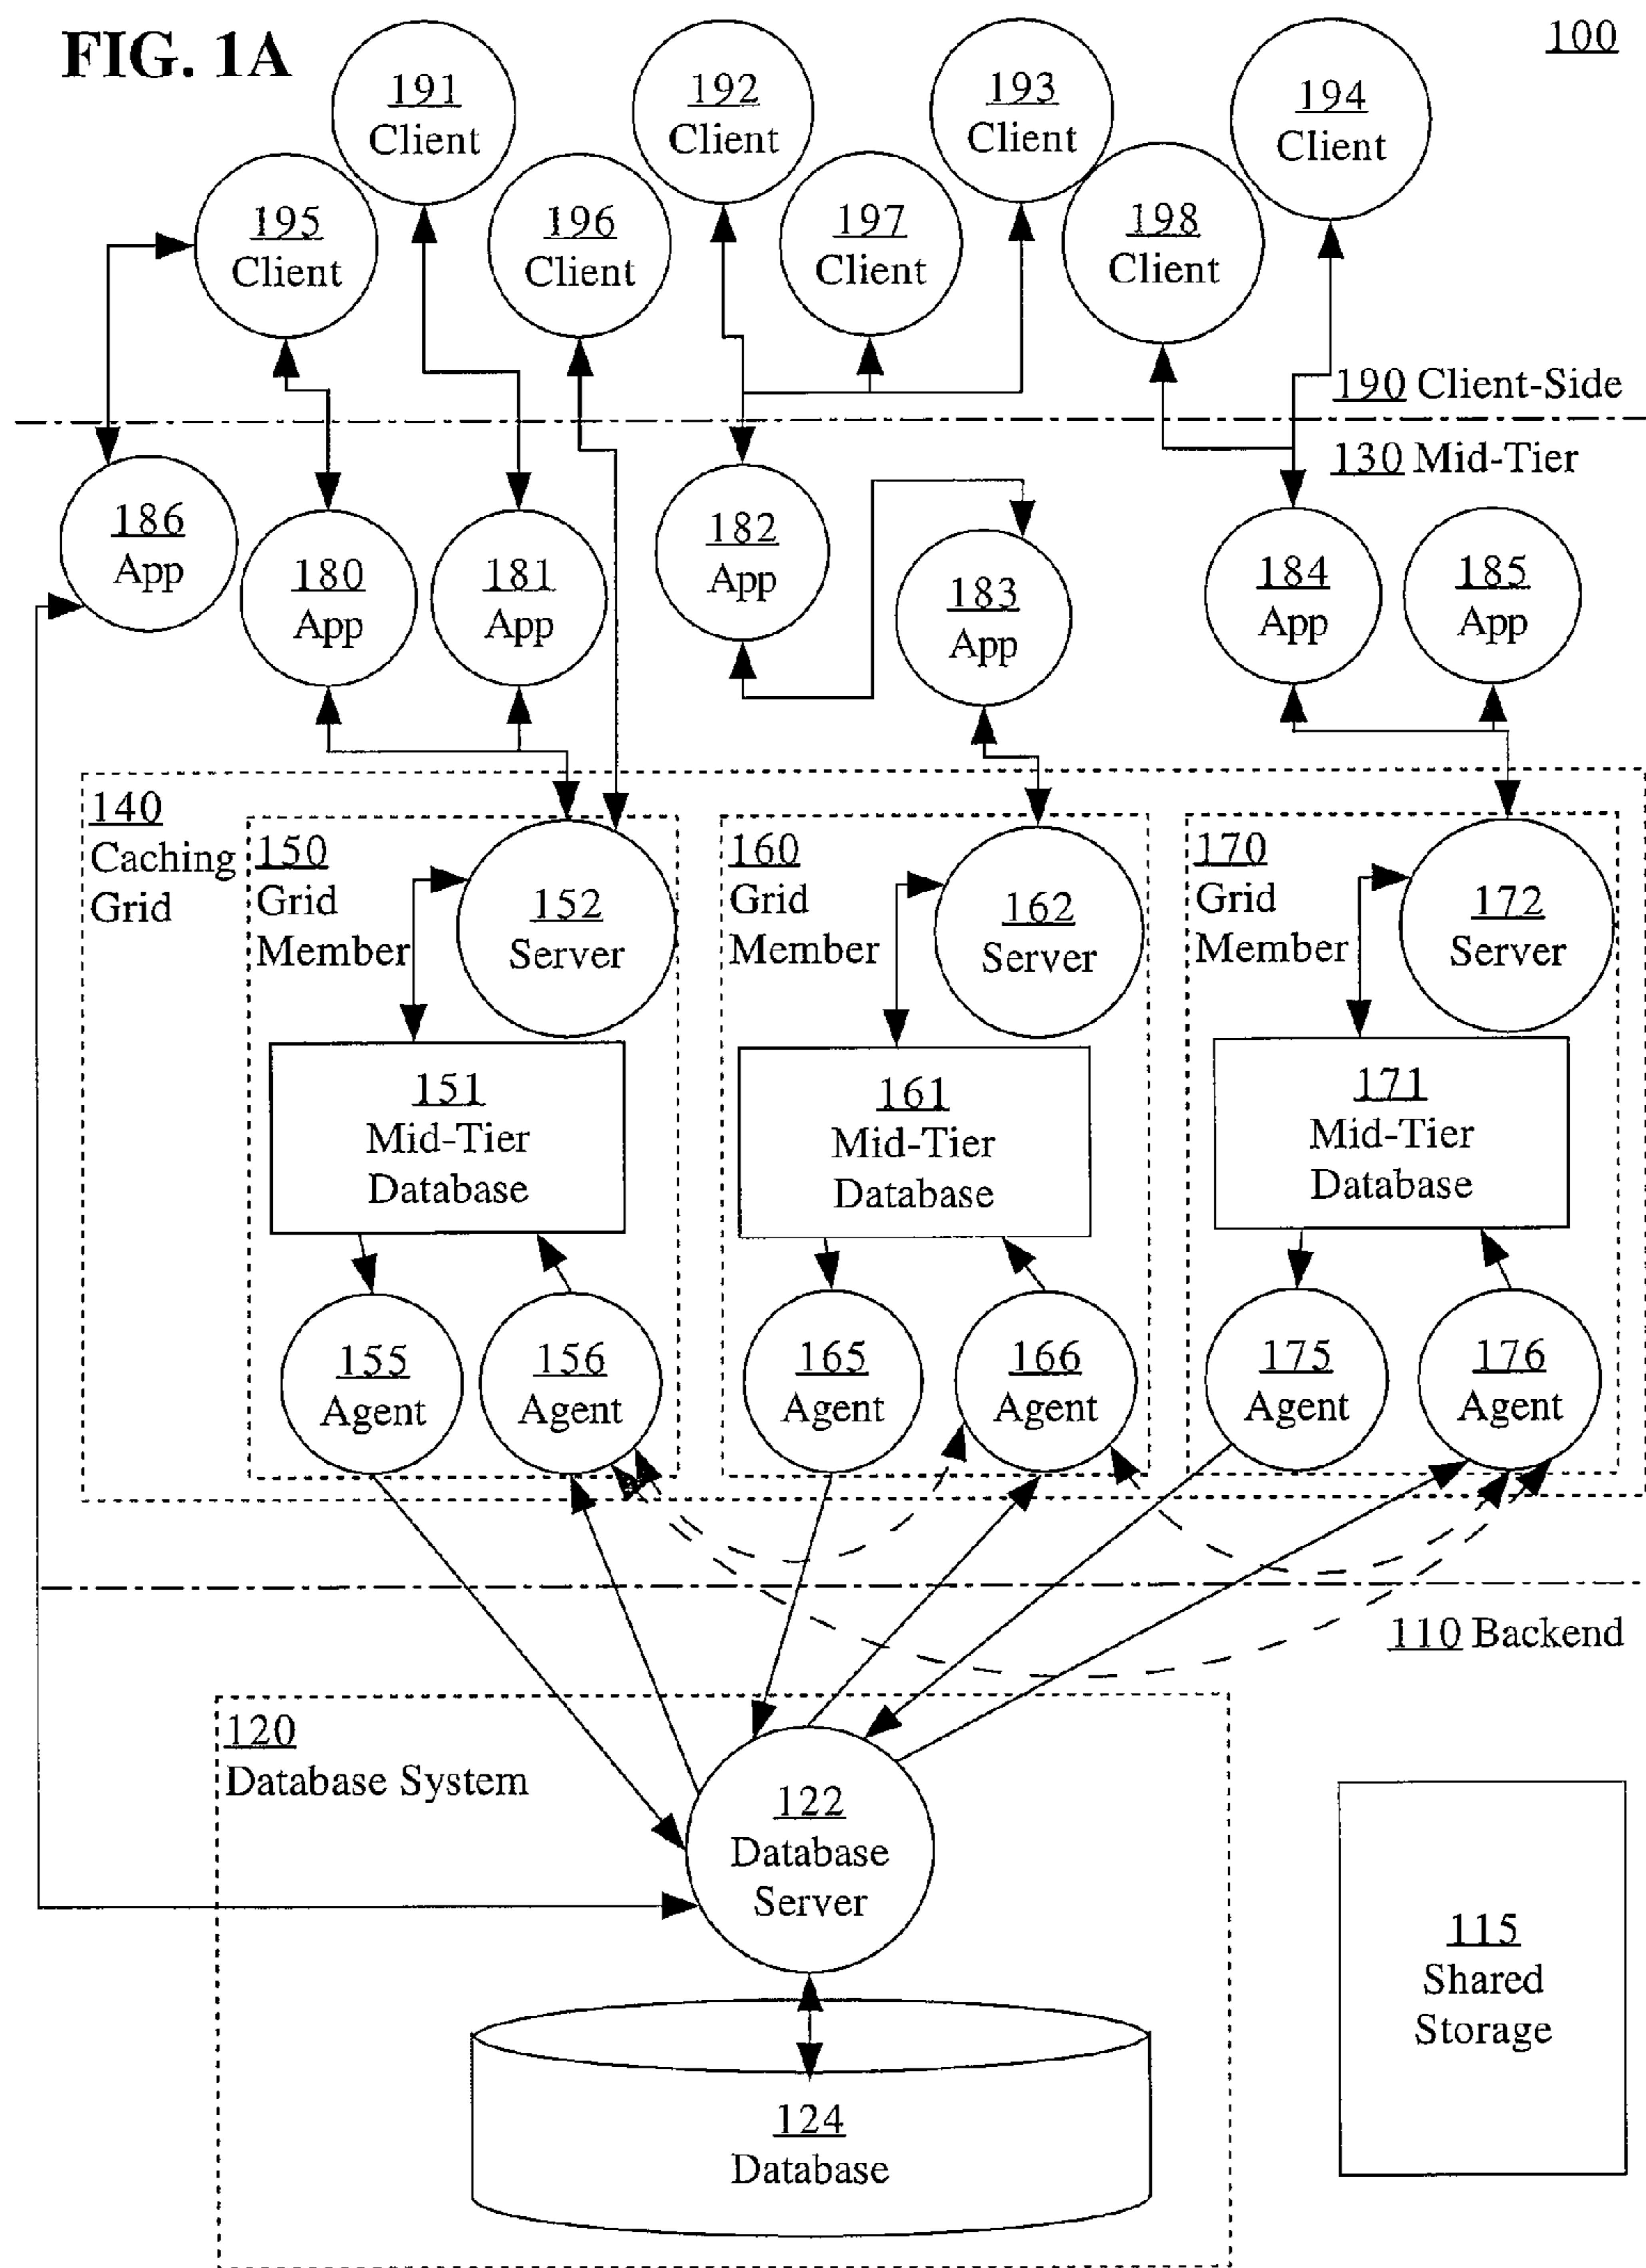 FIG. 1A
100
191
Client
192
Client
193
Client
194
Client
195
Client
196
Client
197
Client
198
Client
190 Client-Side
130 Mid-Tier
186
App
180
App
181
App
182
App
183
App
184
App
185
App
140
Caching
Grid
150
Grid
Member
152
Server
160
Grid
Member
162
Server
170
Grid
Member
172
Server
151
Mid-Tier
Database
161
Mid-Tier
Database
171
Mid-Tier
Database
155
Agent
156
Agent
165
Agent
166
Agent
175
Agent
176
Agent
110 Backend
120
Database System
122
Database
Server
115
Shared
Storage
124
Database